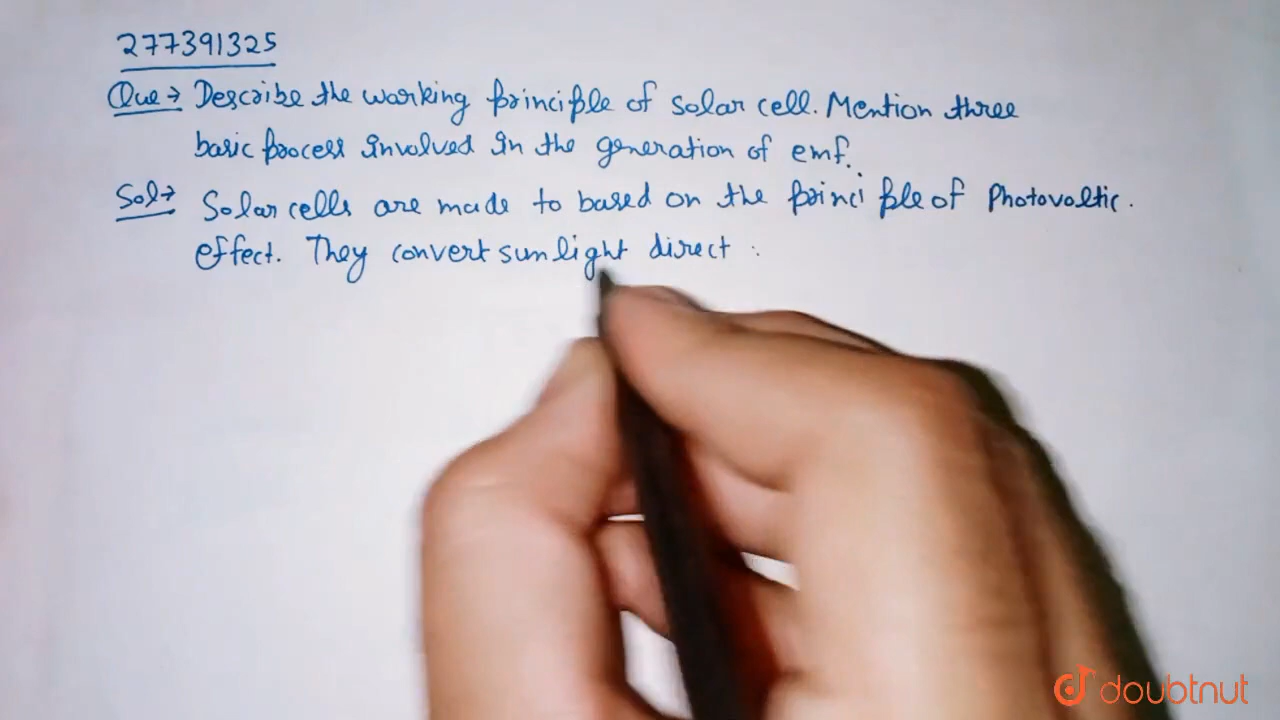 277391325
Que → Describe the working principle of solar cell. Mention three
basic process involved in the generation of emf.
Sol → Solar cells are made to based on the principle of Photovoltic.
effect. They convert sunlight direct
doubtnut